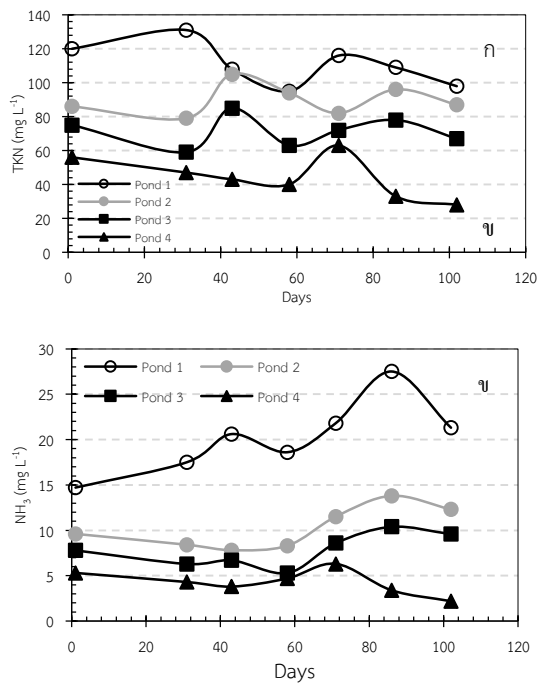 140
120
100
80
60
40
20
0
TKN (mg L⁻¹)
ก
Pond 1
Pond 2
Pond 3
Pond 4
ข
0 20 40 60 80 100 120
Days
30
25
20
15
10
5
0
NH₃ (mg L⁻¹)
Pond 1 Pond 2
Pond 3 Pond 4
ข
0 20 40 60 80 100 120
Days